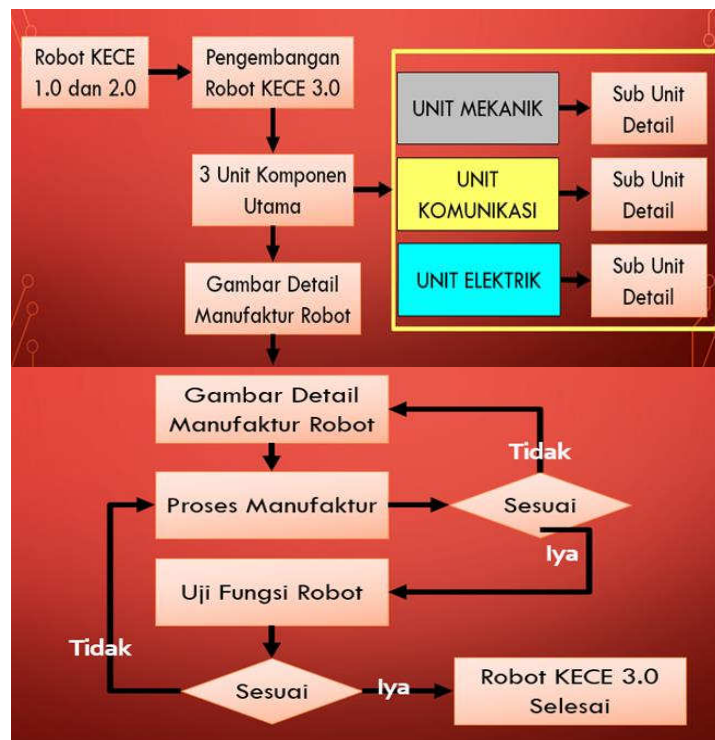 Robot KECE
1.0 dan 2.0
Pengembangan
Robot KECE 3.0
3 Unit Komponen
Utama
Gambar Detail
Manufaktur Robot
UNIT MEKANIK
Sub Unit
Detail
UNIT
KOMUNIKASI
Sub Unit
Detail
UNIT ELEKTRIK
Sub Unit
Detail
Gambar Detail
Manufaktur Robot
Tidak
Proses Manufaktur
Sesuai
Iya
Uji Fungsi Robot
Tidak
Sesuai
Iya
Robot KECE 3.0
Selesai